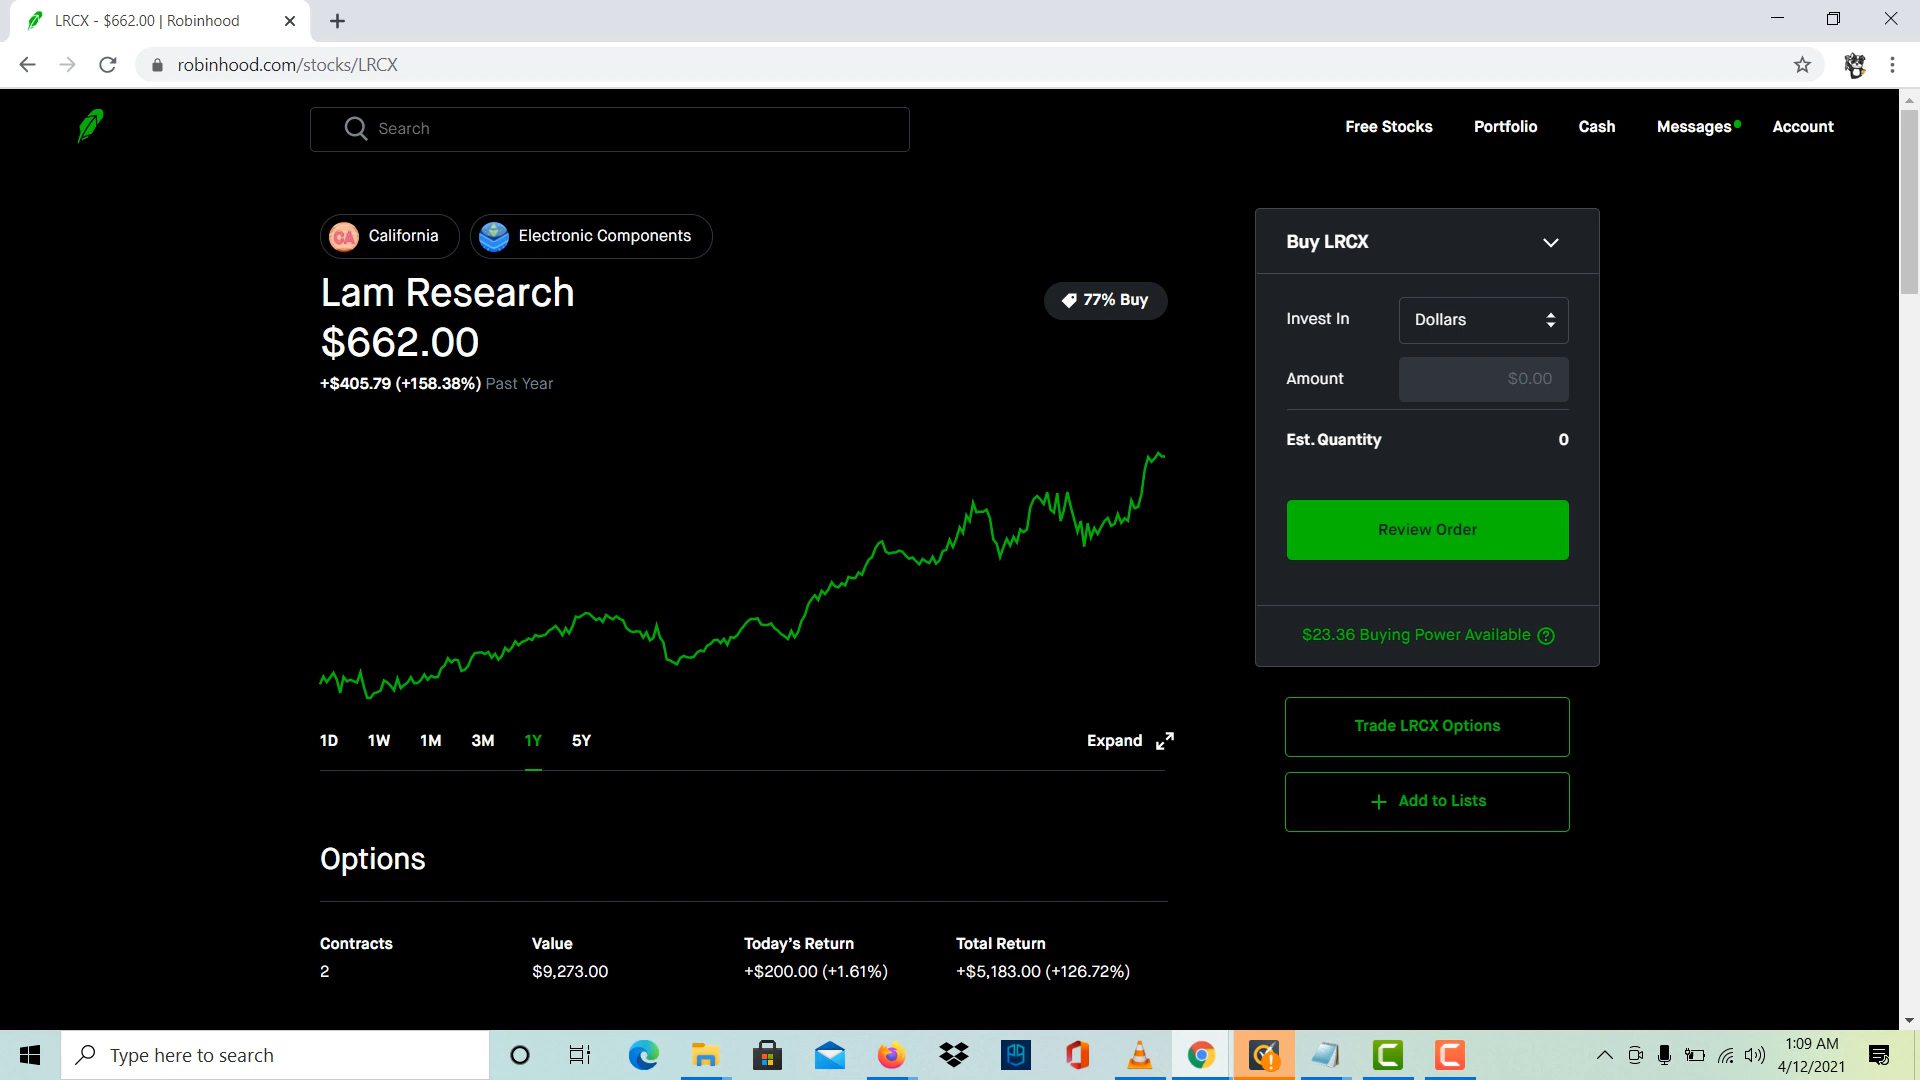 LRCX - $662.00 | Robinhood
robinhood.com/stocks/LRCX
Search
Free Stocks
Portfolio
Cash
Messages
Account
CA California
Electronic Components
Lam Research
$662.00
+$405.79 (+158.38%) Past Year
77% Buy
1D 1W 1M 3M 1Y 5Y
Expand
Buy LRCX
Invest In Dollars
Amount $0.00
Est. Quantity 0
Review Order
$23.36 Buying Power Available ?
Trade LRCX Options
+ Add to Lists
Options
Contracts Value Today's Return Total Return
2 $9,273.00 +$200.00 (+1.61%) +$5,183.00 (+126.72%)
Type here to search
1:09 AM
4/12/2021